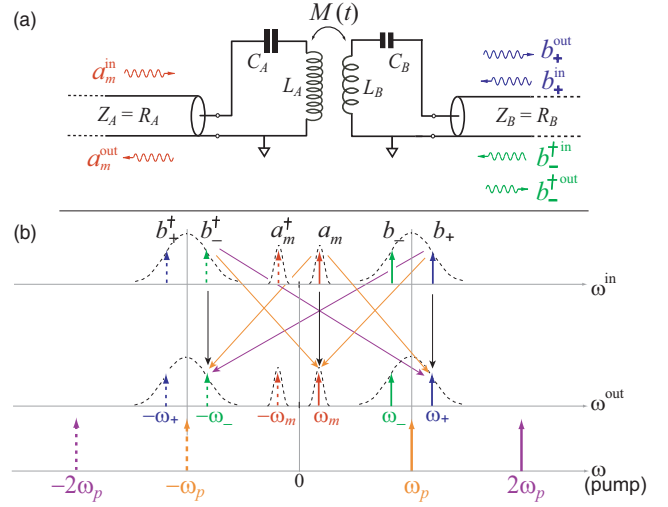 (a)
M(t)
C_A
L_A
L_B
C_B
a_m^in
Z_A = R_A
a_m^out
b_+^out
b_+^in
Z_B = R_B
b_-^† in
b_-^† out
(b)
b_+^† b_-^† a_m^† a_m b_- b_+
ω^in
ω^out
−ω_+ −ω_− −ω_m ω_m ω_− ω_+
ω
−2ω_p −ω_p 0 ω_p 2ω_p (pump)